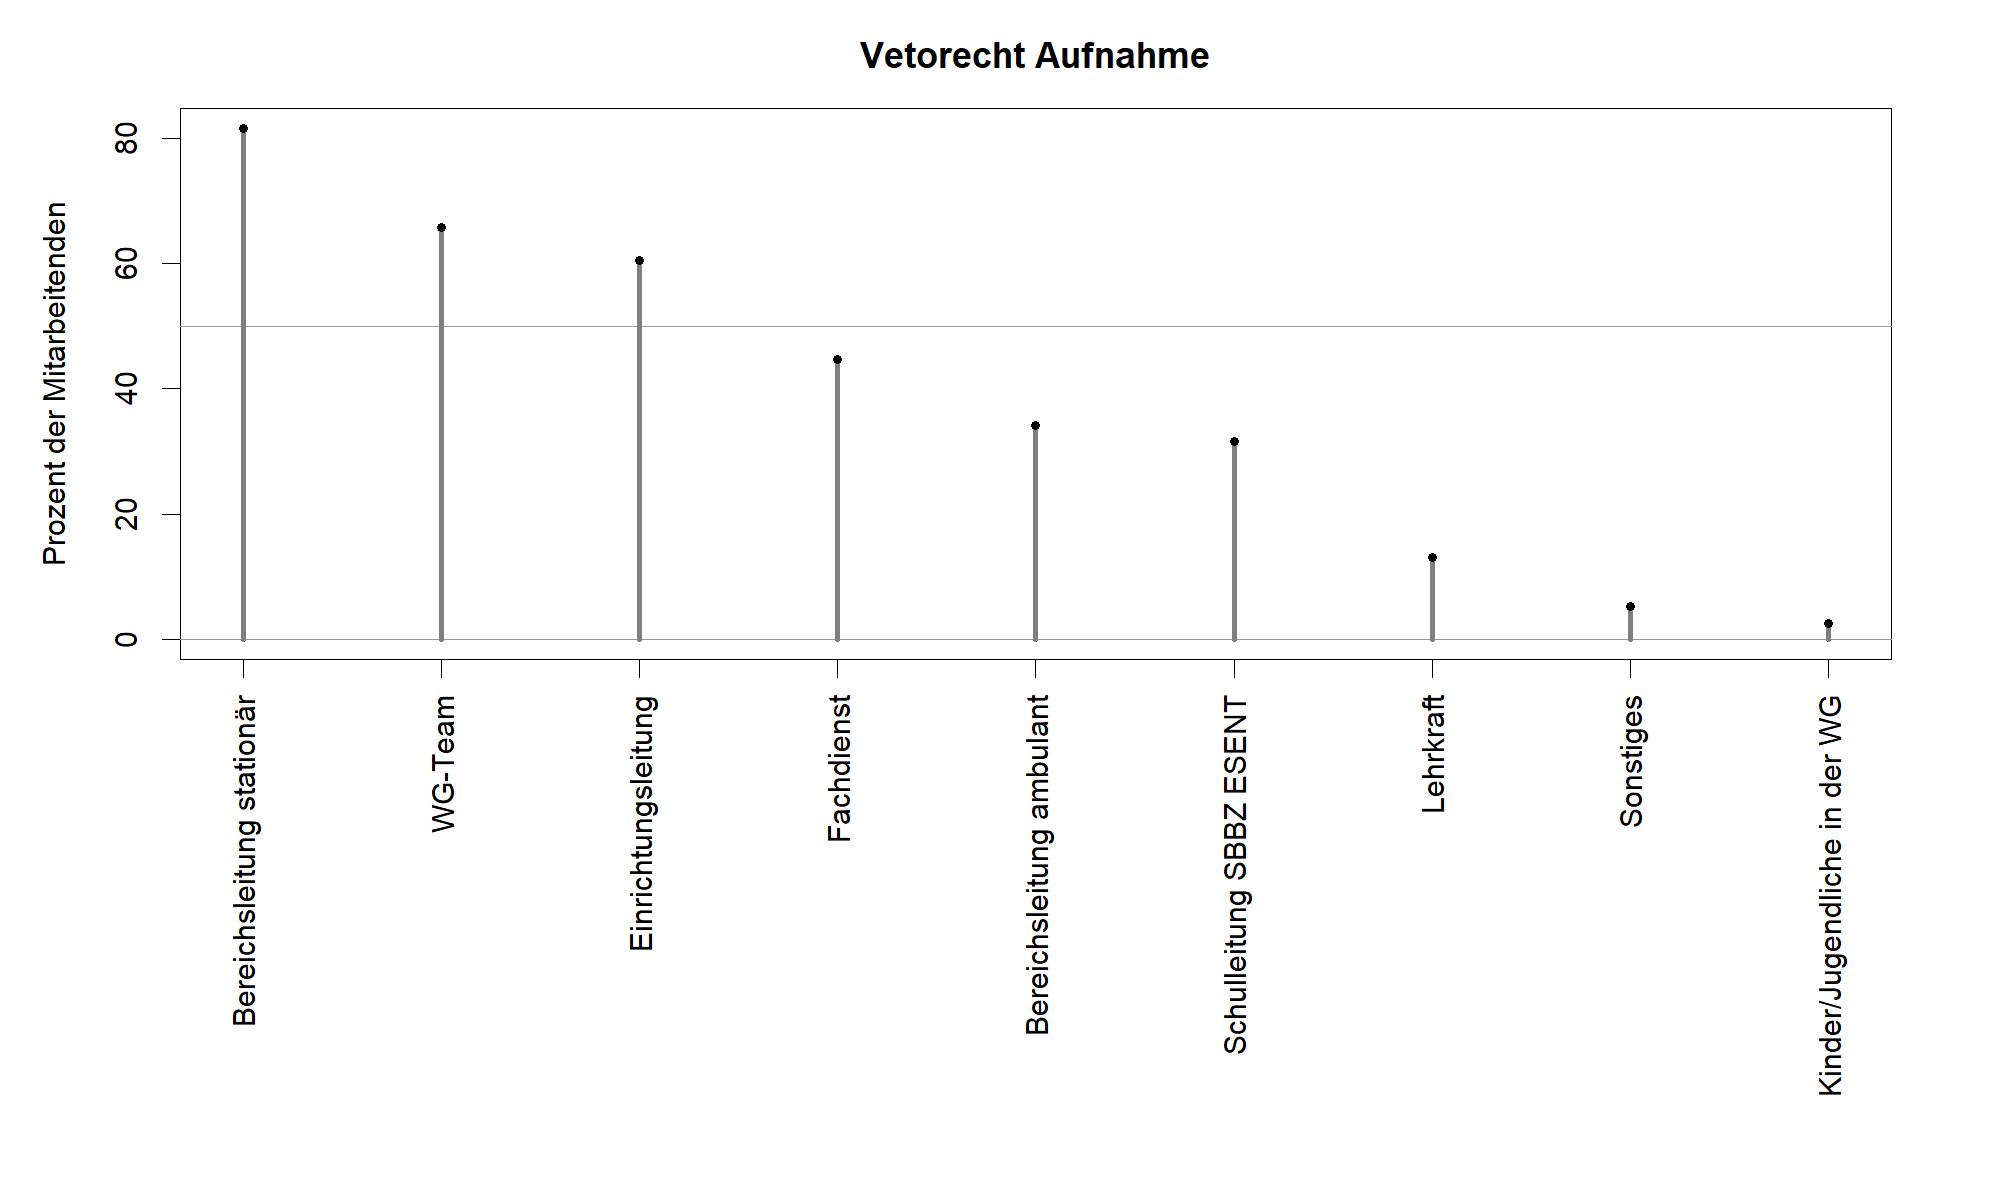 Vetorecht Aufnahme
Prozent der Mitarbeitenden
80
60
40
20
0
Bereichsleitung stationär
WG-Team
Einrichtungsleitung
Fachdienst
Bereichsleitung ambulant
Schulleitung SBBZ ESENT
Lehrkraft
Sonstiges
Kinder/Jugendliche in der WG